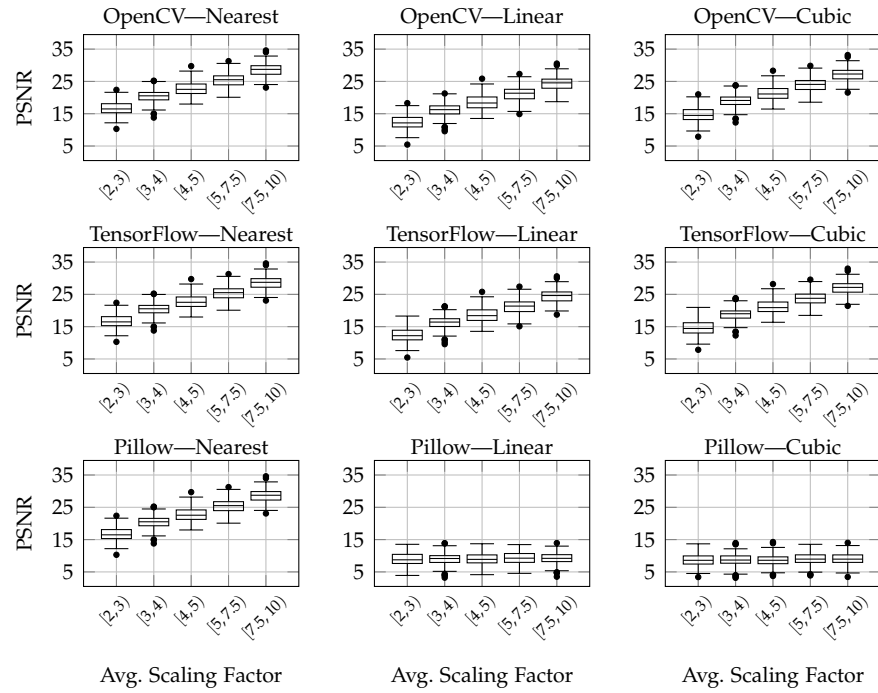 OpenCV—Nearest OpenCV—Linear OpenCV—Cubic
PSNR
35 35 35
25 25 25
15 15 15
5 5 5
[2,3) [3,4) [4,5) [5,7.5) [7.5, 10) [2,3) [3,4) [4,5) [5,7.5) [7.5, 10) [2,3) [3,4) [4,5) [5,7.5) [7.5, 10)
TensorFlow—Nearest TensorFlow—Linear TensorFlow—Cubic
PSNR
35 35 35
25 25 25
15 15 15
5 5 5
[2,3) [3,4) [4,5) [5,7.5) [7.5, 10) [2,3) [3,4) [4,5) [5,7.5) [7.5, 10) [2,3) [3,4) [4,5) [5,7.5) [7.5, 10)
Pillow—Nearest Pillow—Linear Pillow—Cubic
PSNR
35 35 35
25 25 25
15 15 15
5 5 5
[2,3) [3,4) [4,5) [5,7.5) [7.5, 10) [2,3) [3,4) [4,5) [5,7.5) [7.5, 10) [2,3) [3,4) [4,5) [5,7.5) [7.5, 10)
Avg. Scaling Factor Avg. Scaling Factor Avg. Scaling Factor